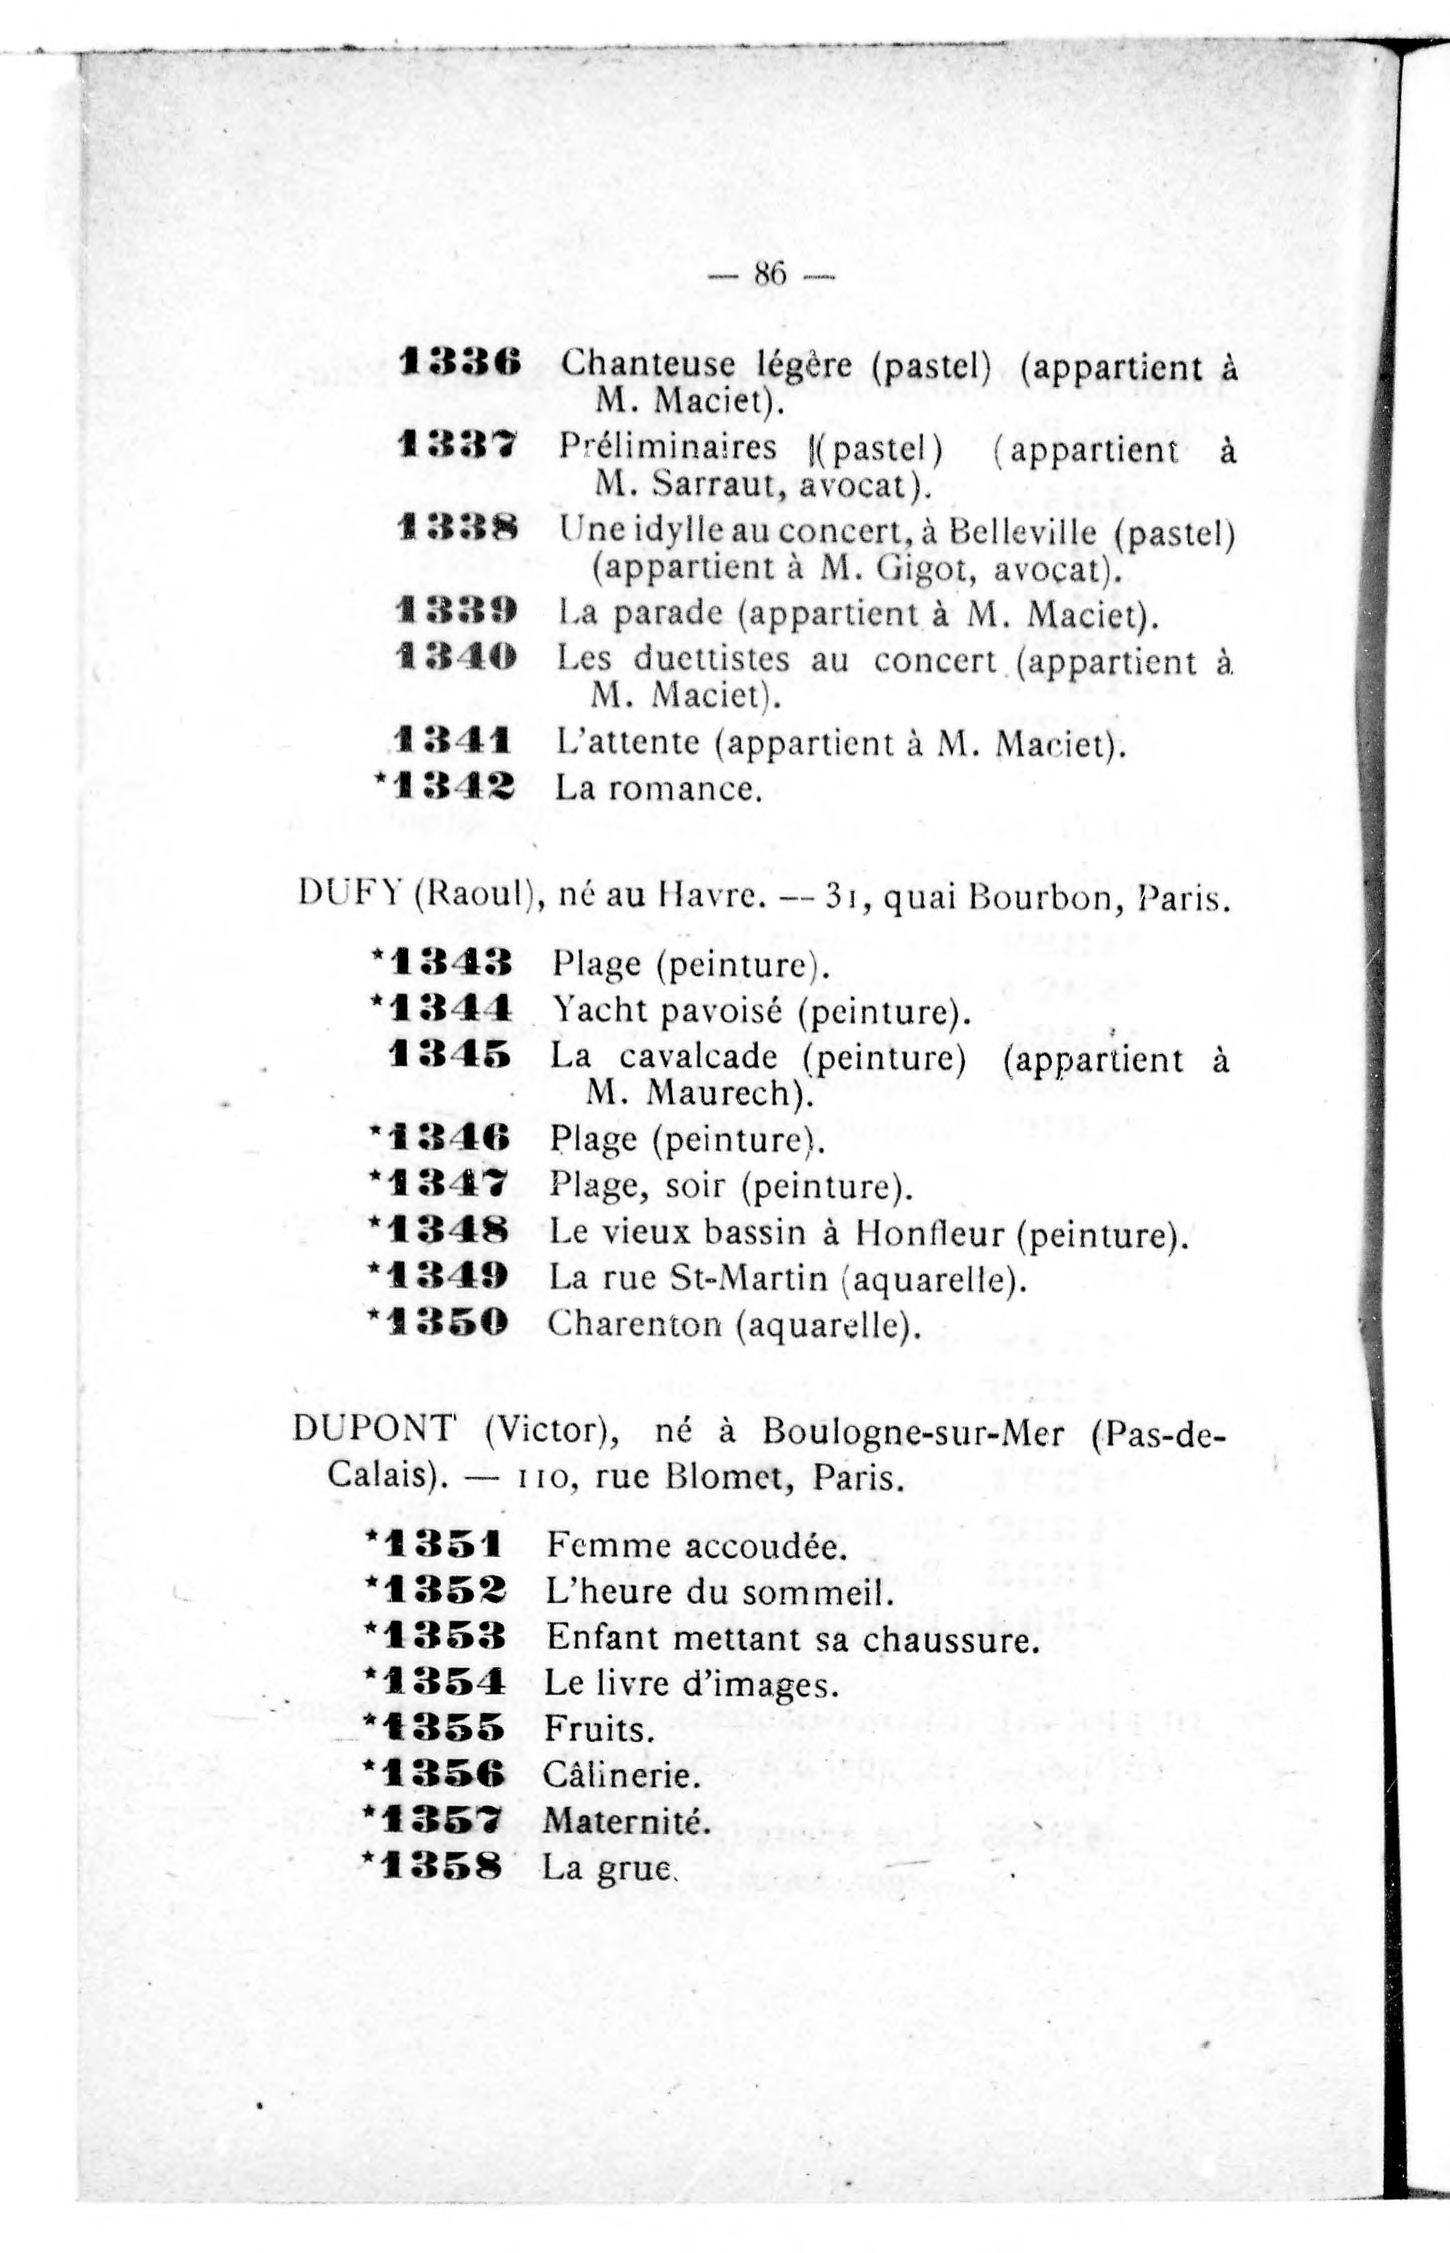 — 86 —
1336 Chanteuse légère (pastel) (appartient à
M. Maciet).
1337 Préliminaires (pastel) (appartient à
M. Sarraut, avocat).
1338 Une idylle au concert, à Belleville (pastel)
(appartient à M. Gigot, avocat).
1339 La parade (appartient à M. Maciet).
1340 Les duettistes au concert (appartient à
M. Maciet).
1341 L'attente (appartient à M. Maciet).
*1342 La romance.
DUFY (Raoul), né au Havre. — 31, quai Bourbon, Paris.
*1343 Plage (peinture).
*1344 Yacht pavoisé (peinture).
1345 La cavalcade (peinture) (appartient à
M. Maurech).
*1346 Plage (peinture).
*1347 Plage, soir (peinture).
*1348 Le vieux bassin à Honfleur (peinture).
*1349 La rue St-Martin (aquarelle).
*1350 Charenton (aquarelle).
DUPONT (Victor), né à Boulogne-sur-Mer (Pas-de-
Calais). — 110, rue Blomet, Paris.
*1351 Femme accoudée.
*1352 L'heure du sommeil.
*1353 Enfant mettant sa chaussure.
*1354 Le livre d'images.
*1355 Fruits.
*1356 Câlinerie.
*1357 Maternité.
*1358 La grue.